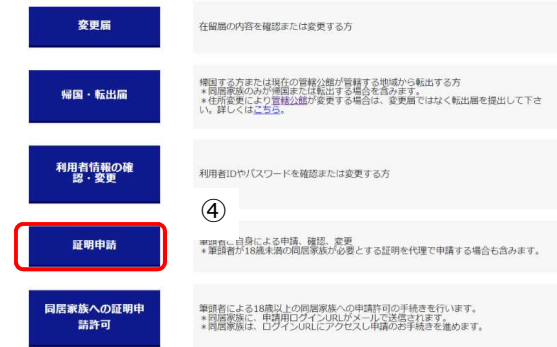 変更届
在留届の内容を確認または変更する方
帰国・転出届
帰国する方または現在の管轄公館が管轄する地域から転出する方
*同居家族のみが帰国または転出する場合を含みます。
*住所変更により管轄公館が変更する場合は、変更届ではなく転出届を提出して下さ
い。詳しくはこちら。
利用者情報の確
認・変更
利用者IDやパスワードを確認または変更する方
④
証明申請
筆頭者ご自身による申請、確認、変更
*筆頭者が18歳未満の同居家族が必要とする証明を代理で申請する場合も含みます。
同居家族への証明申
請許可
筆頭者による18歳以上の同居家族への申請許可の手続きを行います。
*同居家族に、申請用ログインURLがメールで送信されます。
*同居家族は、ログインURLにアクセスし申請のお手続きを進めます。